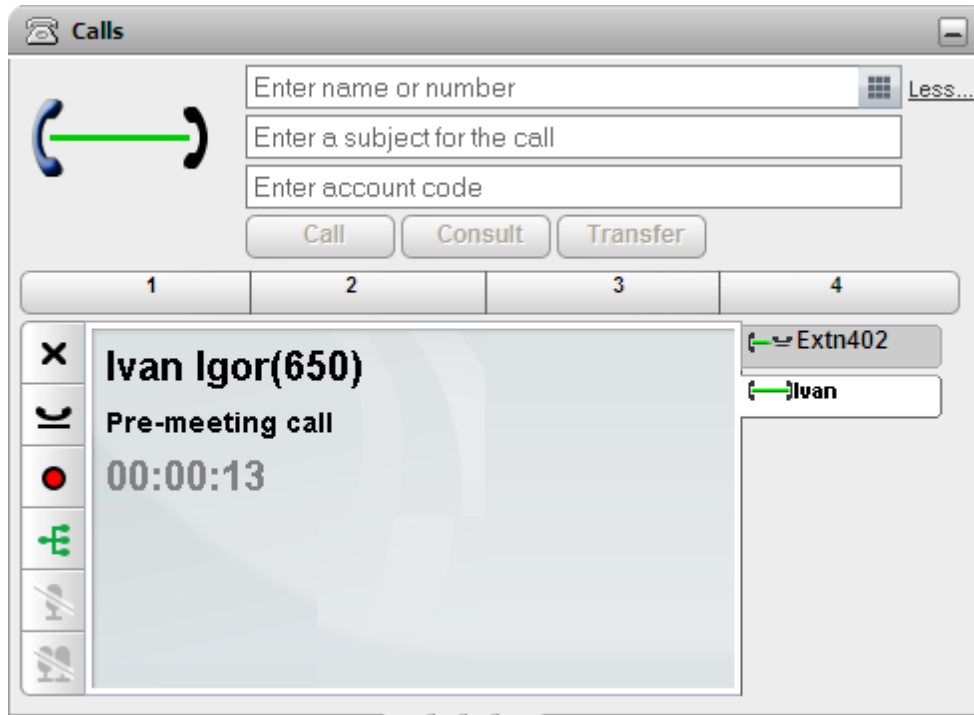 Calls
Enter name or number
Less...
Enter a subject for the call
Enter account code
Call Consult Transfer
1 2 3 4
Ivan Igor(650)
Pre-meeting call
00:00:13
Extn402
Ivan